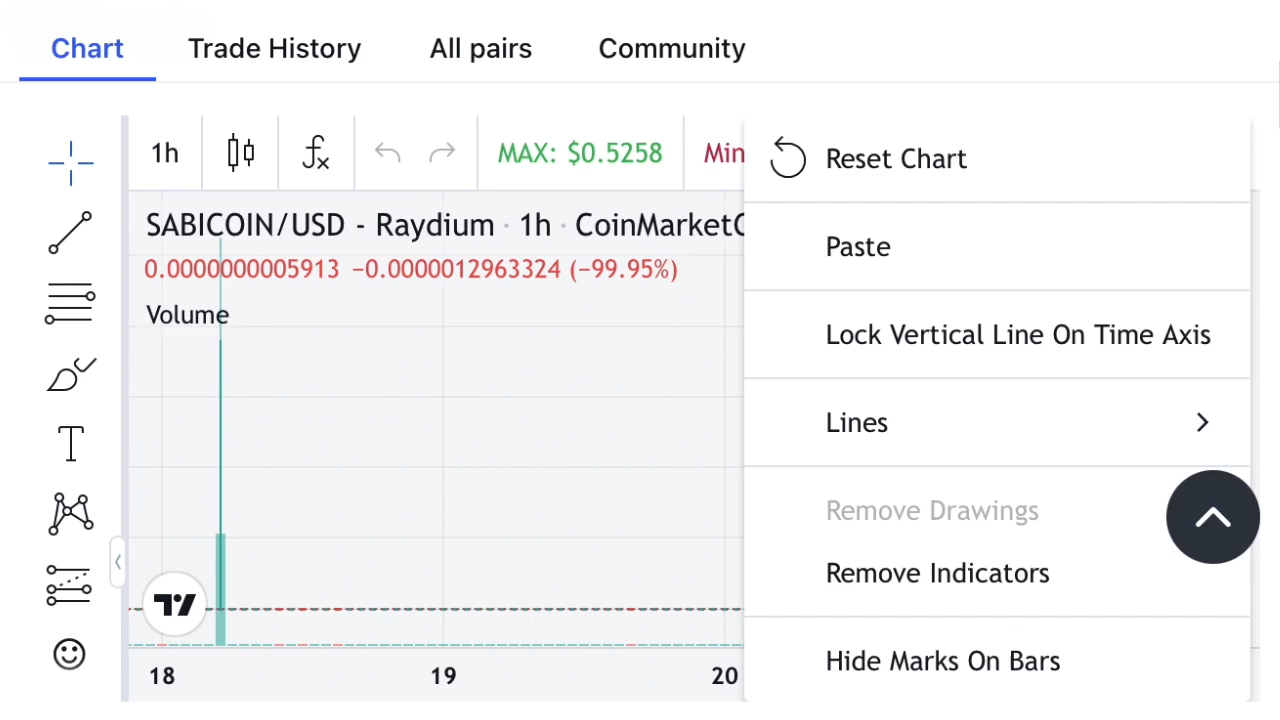 Chart Trade History All pairs Community
1h MAX: $0.5258 Min
SABICOIN/USD - Raydium · 1h · CoinMarketC
0.0000000005913 −0.0000012963324 (−99.95%)
Volume
18 19 20
Reset Chart
Paste
Lock Vertical Line On Time Axis
Lines
Remove Drawings
Remove Indicators
Hide Marks On Bars